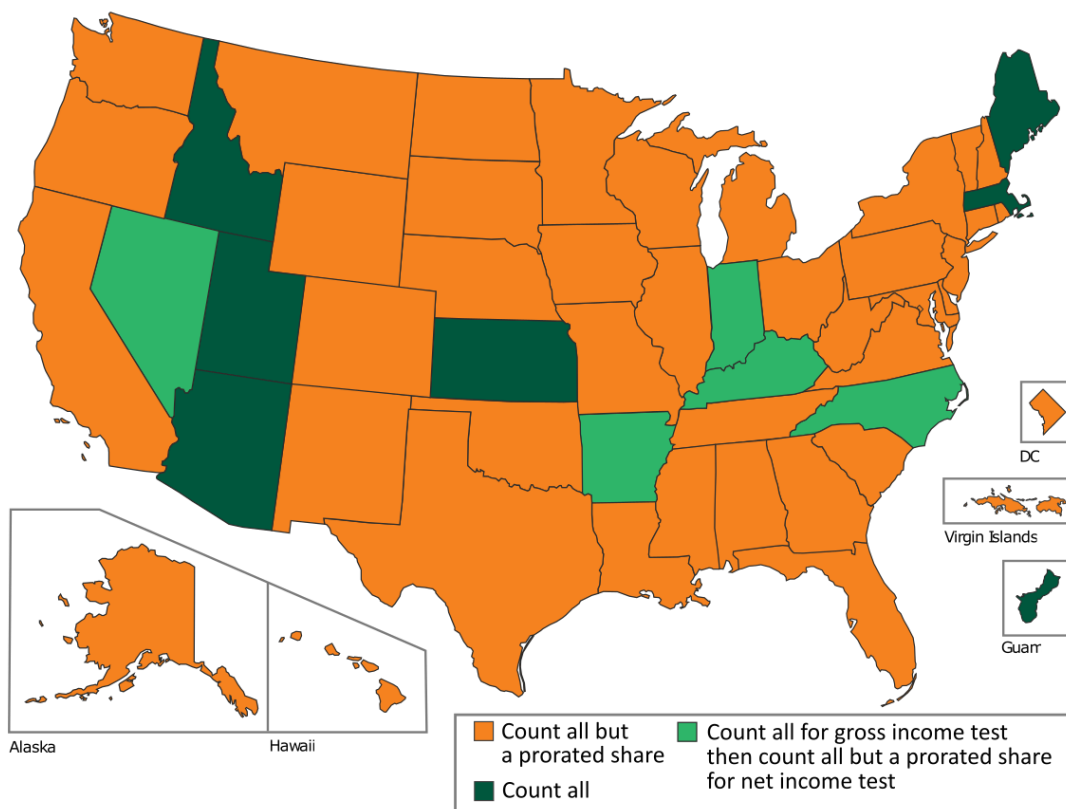 DC
Virgin Islands
Guam
Alaska
Hawaii
Count all but
a prorated share
Count all
Count all for gross income test
then count all but a prorated share
for net income test